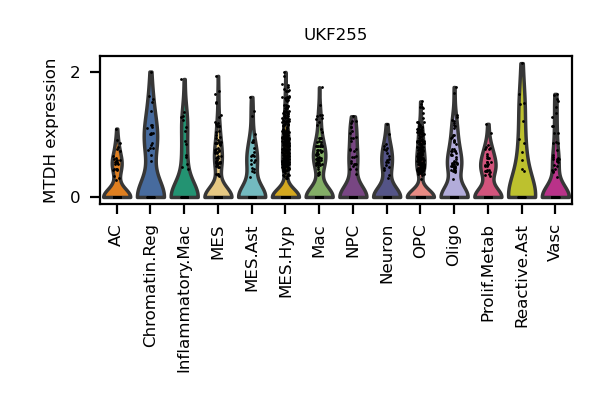 UKF255
MTDH expression
2
0
AC
Chromatin.Reg
Inflammatory.Mac
MES
MES.Ast
MES.Hyp
Mac
NPC
Neuron
OPC
Oligo
Prolif.Metab
Reactive.Ast
Vasc